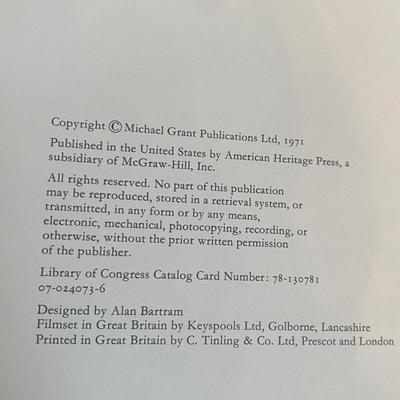 Copyright © Michael Grant Publications Ltd, 1971
Published in the United States by American Heritage Press, a
subsidiary of McGraw-Hill, Inc.
All rights reserved. No part of this publication
may be reproduced, stored in a retrieval system, or
transmitted, in any form or by any means,
electronic, mechanical, photocopying, recording, or
otherwise, without the prior written permission
of the publisher.
Library of Congress Catalog Card Number: 78-130781
07-024073-6
Designed by Alan Bartram
Filmset in Great Britain by Keyspools Ltd, Golborne, Lancashire
Printed in Great Britain by C. Tinling & Co. Ltd, Prescot and London